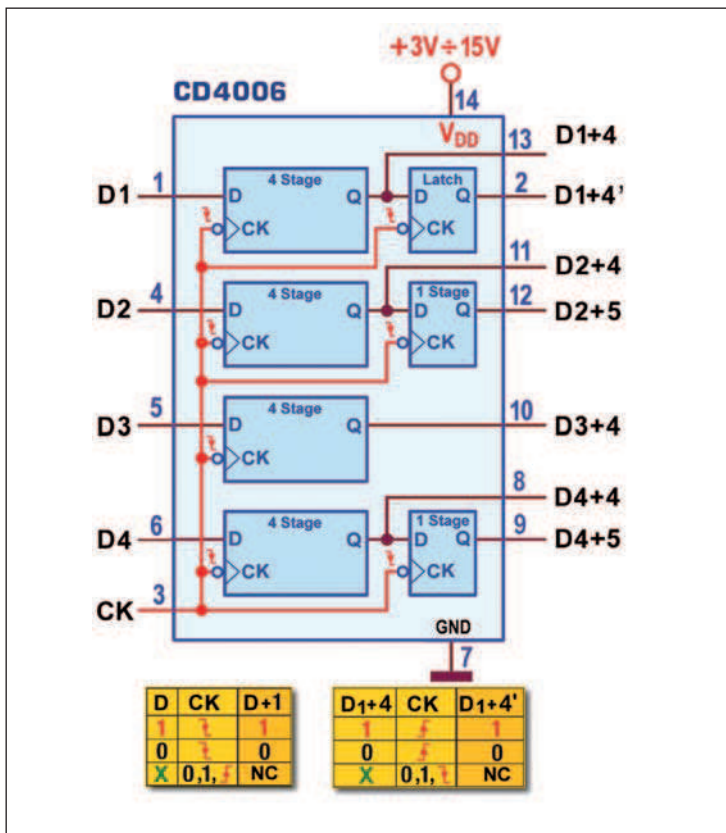 +3V÷15V
CD4006
14
VDD
13 D1+4
D1 1 4 Stage Latch 2 D1+4'
D Q D Q
CK CK
11 D2+4
D2 4 4 Stage 1 Stage 12 D2+5
D Q D Q
CK CK
D3 5 4 Stage 10 D3+4
D Q
CK
8 D4+4
D4 6 4 Stage 1 Stage 9 D4+5
D Q D Q
CK CK
CK 3
GND
7
D CK D+1
1 1
0 0
X 0,1, NC
D1+4 CK D1+4'
1 1
0 0
X 0,1, NC